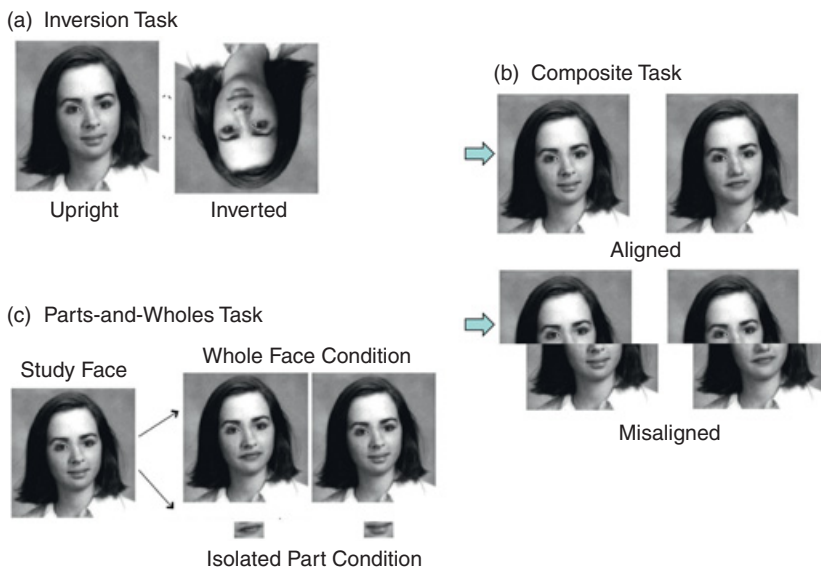 (a) Inversion Task
Upright
Inverted
(b) Composite Task
Aligned
Misaligned
(c) Parts-and-Wholes Task
Study Face
Whole Face Condition
Isolated Part Condition